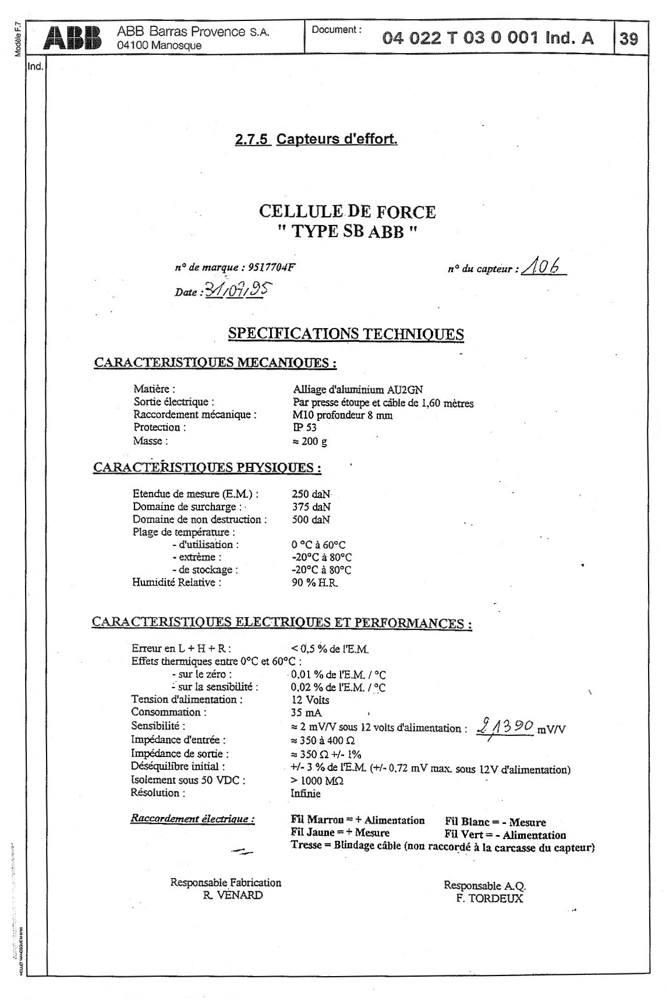 Modèle F.7
ABB ABB Barras Provence S.A. Document : 04 022 T 03 0 001 Ind. A 39
04100 Manosque
Ind.
2.7.5 Capteurs d'effort.
CELLULE DE FORCE
" TYPE SB ABB "
n° de marque : 9517704F n° du capteur : 106
Date : 31/07/95
SPECIFICATIONS TECHNIQUES
CARACTERISTIQUES MECANIQUES :
Matière : Alliage d'aluminium AU2GN
Sortie électrique : Par presse étoupe et câble de 1,60 mètres
Raccordement mécanique : M10 profondeur 8 mm
Protection : IP 53
Masse : ≈ 200 g
CARACTERISTIQUES PHYSIQUES :
Etendue de mesure (E.M.) : 250 daN
Domaine de surcharge : 375 daN
Domaine de non destruction : 500 daN
Plage de température :
- d'utilisation : 0 °C à 60°C
- extrème : -20°C à 80°C
- de stockage : -20°C à 80°C
Humidité Relative : 90 % H.R.
CARACTERISTIQUES ELECTRIQUES ET PERFORMANCES :
Erreur en L + H + R : < 0,5 % de l'E.M.
Effets thermiques entre 0°C et 60°C :
- sur le zéro : 0,01 % de l'E.M. / °C
- sur la sensibilité : 0,02 % de l'E.M. / °C
Tension d'alimentation : 12 Volts
Consommation : 35 mA
Sensibilité : ≈ 2 mV/V sous 12 volts d'alimentation : 2,1390 mV/V
Impédance d'entrée : ≈ 350 à 400 Ω
Impédance de sortie : ≈ 350 Ω +/- 1%
Déséquilibre initial : +/- 3 % de l'E.M. (+/- 0,72 mV max. sous 12V d'alimentation)
Isolement sous 50 VDC : > 1000 MΩ
Résolution : Infinie
Raccordement électrique : Fil Marron = + Alimentation Fil Blanc = - Mesure
Fil Jaune = + Mesure Fil Vert = - Alimentation
Tresse = Blindage câble (non raccordé à la carcasse du capteur)
Responsable Fabrication Responsable A.Q.
R. VENARD F. TORDEUX